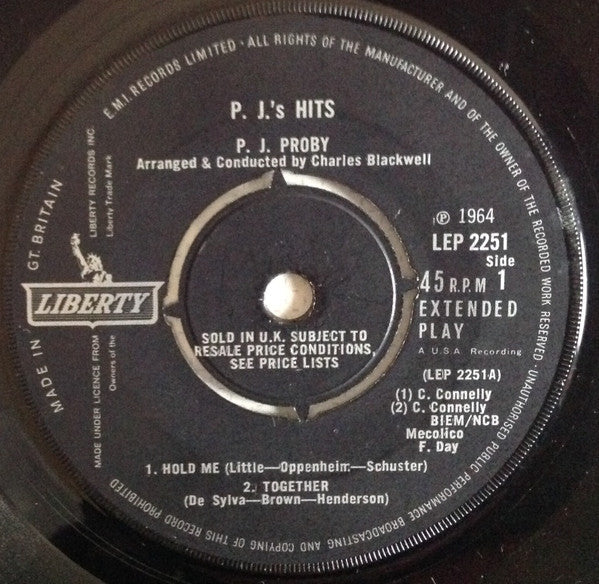 E.M.I. RECORDS LIMITED · ALL RIGHTS OF THE MANUFACTURER AND OF THE OWNER OF THE RECORDED WORK RESERVED · UNAUTHORISED PUBLIC PERFORMANCE BROADCASTING AND COPYING OF THIS RECORD PROHIBITED
MADE IN GT. BRITAIN
P. J.'s HITS
P. J. PROBY
Arranged & Conducted by Charles Blackwell
LIBERTY RECORDS INC.
Liberty Trade Mark
LIBERTY
MADE UNDER LICENCE FROM
Owners of the
℗ 1964
LEP 2251
Side
45 R.P.M 1
EXTENDED
PLAY
A U S A Recording
SOLD IN U.K. SUBJECT TO
RESALE PRICE CONDITIONS,
SEE PRICE LISTS
(LEP 2251A)
(1) C. Connelly
(2) C. Connelly
BIEM/NCB
Mecolico
F. Day
1. HOLD ME (Little—Oppenheim—Schuster)
2. TOGETHER
(De Sylva—Brown—Henderson)